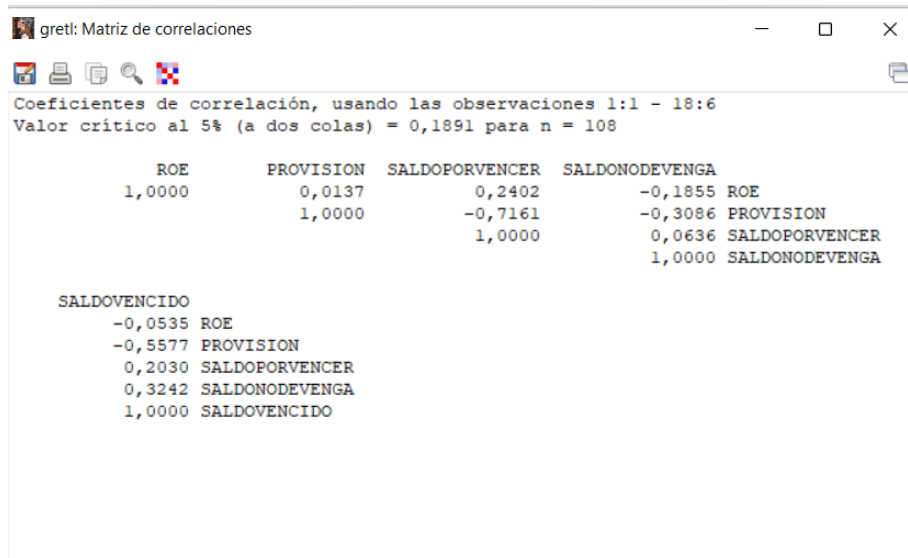 gretl: Matriz de correlaciones
Coeficientes de correlación, usando las observaciones 1:1 - 18:6
Valor crítico al 5% (a dos colas) = 0,1891 para n = 108
ROE PROVISION SALDOPORVENCER SALDONODEVENGA
1,0000 0,0137 0,2402 -0,1855 ROE
1,0000 -0,7161 -0,3086 PROVISION
1,0000 0,0636 SALDOPORVENCER
1,0000 SALDONODEVENGA
SALDOVENCIDO
-0,0535 ROE
-0,5577 PROVISION
0,2030 SALDOPORVENCER
0,3242 SALDONODEVENGA
1,0000 SALDOVENCIDO